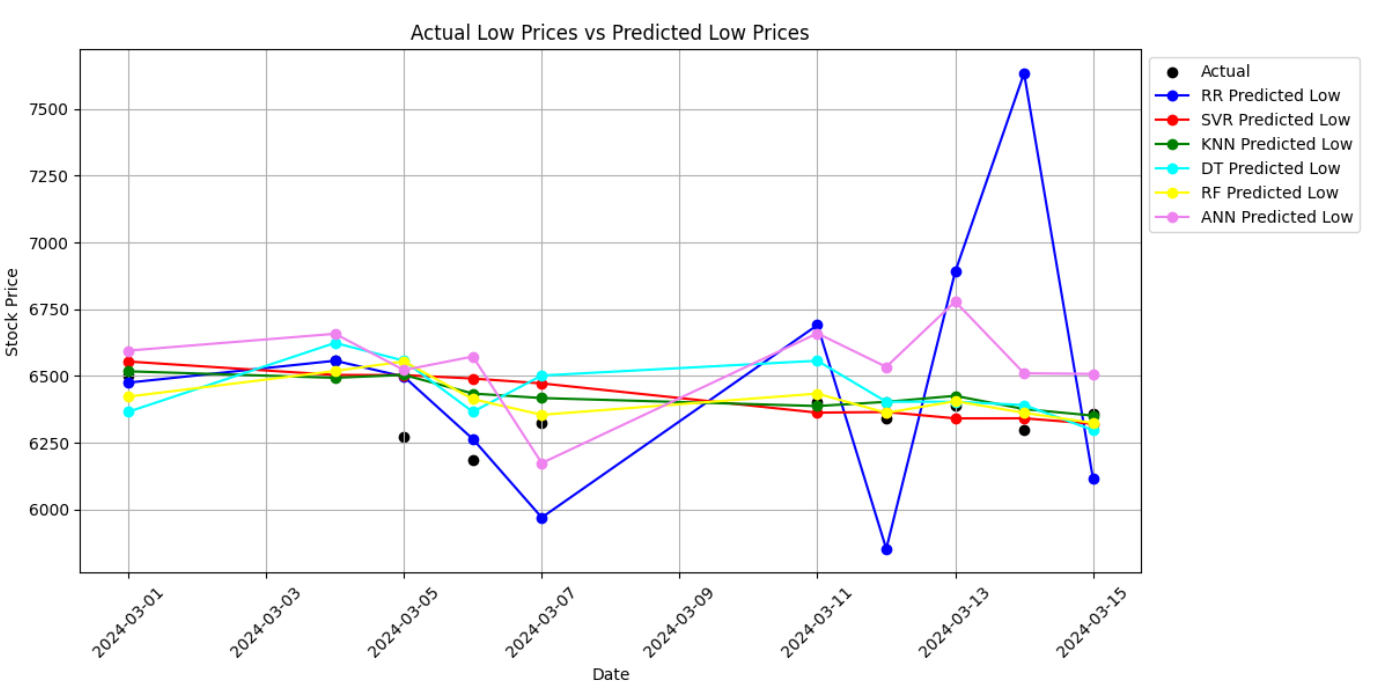 Actual Low Prices vs Predicted Low Prices
Stock Price
7500
7250
7000
6750
6500
6250
6000
2024-03-01
2024-03-03
2024-03-05
2024-03-07
2024-03-09
2024-03-11
2024-03-13
2024-03-15
Date
Actual
RR Predicted Low
SVR Predicted Low
KNN Predicted Low
DT Predicted Low
RF Predicted Low
ANN Predicted Low